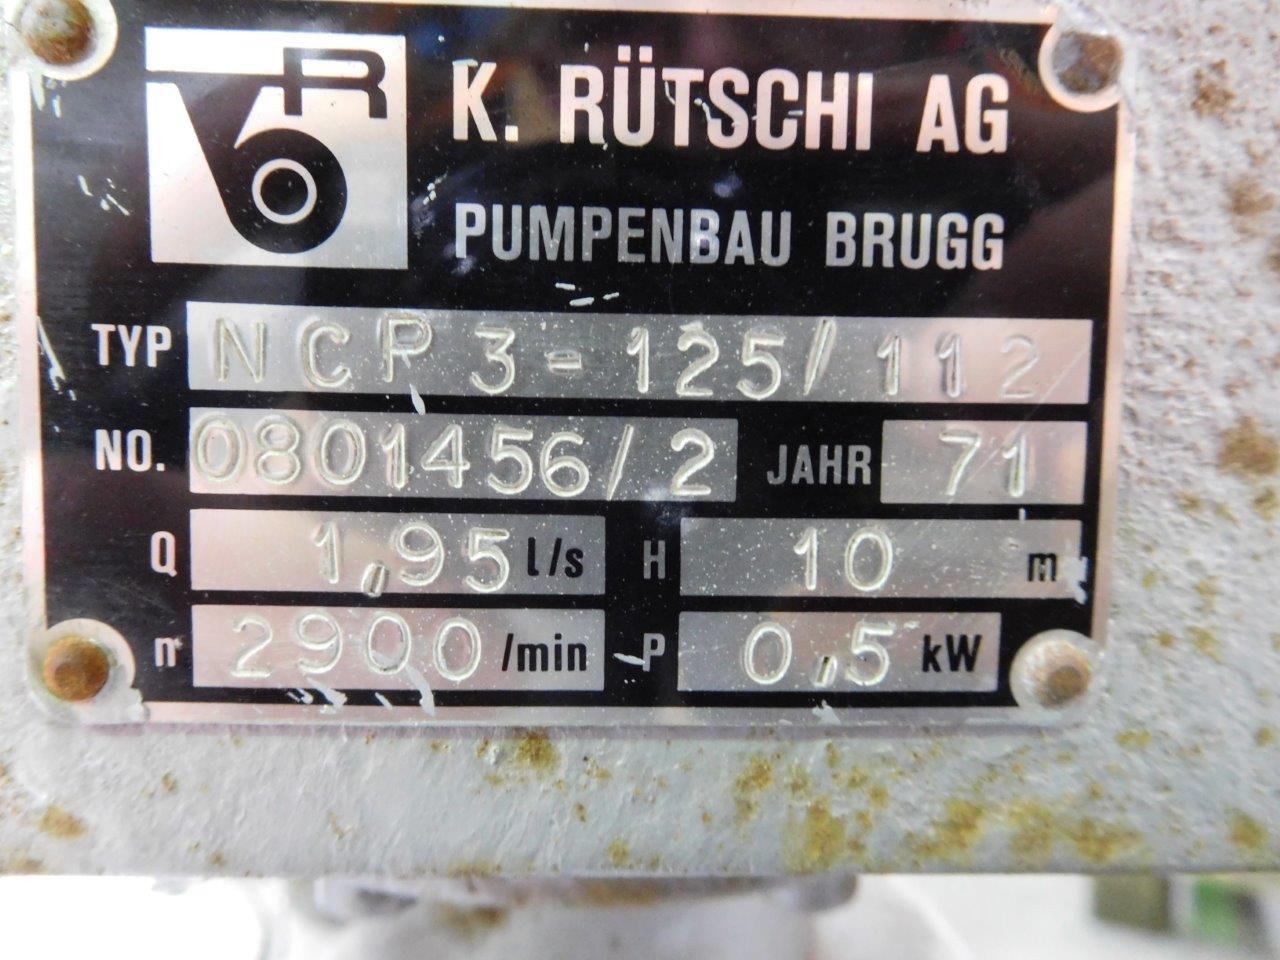 R
K. RÜTSCHI AG
PUMPENBAU BRUGG
TYP NCP 3-125/112
NO. 0801456/2 JAHR 71
Q 1,95 l/s H 10 m
n 2900 /min P 0,5 kW